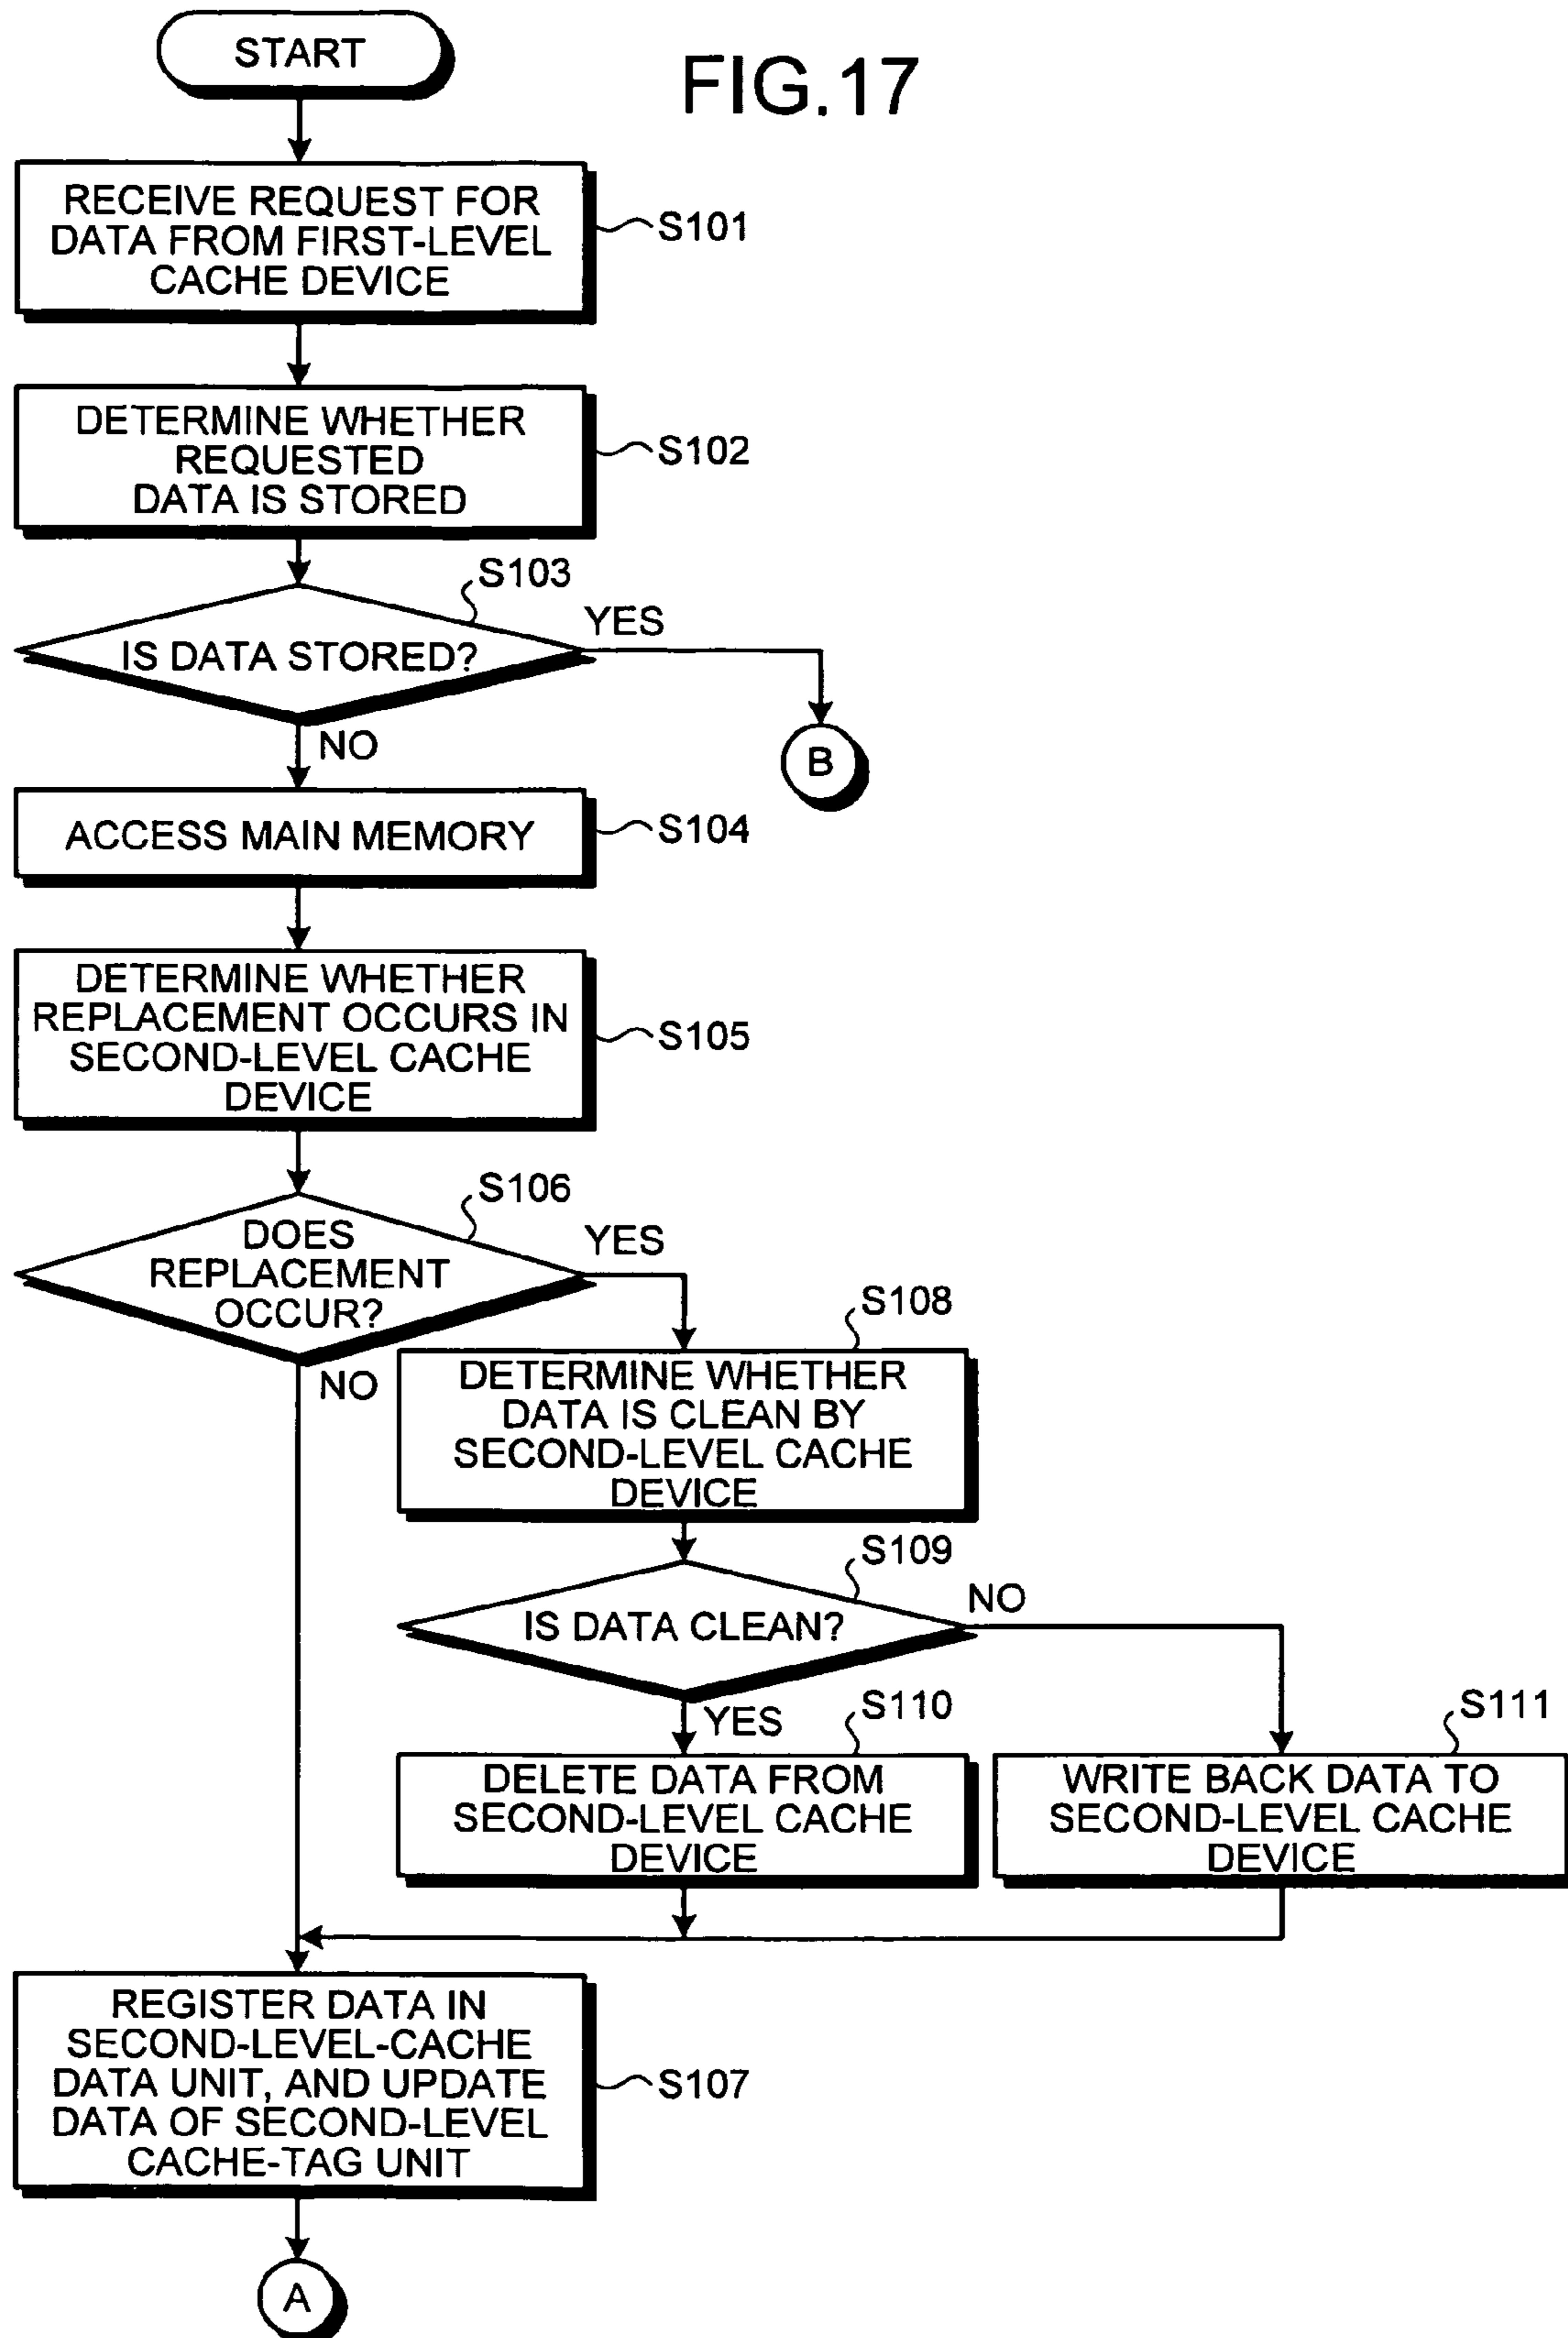 START
FIG.17
RECEIVE REQUEST FOR
DATA FROM FIRST-LEVEL
CACHE DEVICE
S101
DETERMINE WHETHER
REQUESTED
DATA IS STORED
S102
S103
IS DATA STORED?
YES
NO
B
ACCESS MAIN MEMORY
S104
DETERMINE WHETHER
REPLACEMENT OCCURS IN
SECOND-LEVEL CACHE
DEVICE
S105
S106
DOES
REPLACEMENT
OCCUR?
YES
NO
S108
DETERMINE WHETHER
DATA IS CLEAN BY
SECOND-LEVEL CACHE
DEVICE
S109
IS DATA CLEAN?
NO
YES
S110
DELETE DATA FROM
SECOND-LEVEL CACHE
DEVICE
S111
WRITE BACK DATA TO
SECOND-LEVEL CACHE
DEVICE
REGISTER DATA IN
SECOND-LEVEL-CACHE
DATA UNIT, AND UPDATE
DATA OF SECOND-LEVEL
CACHE-TAG UNIT
S107
A